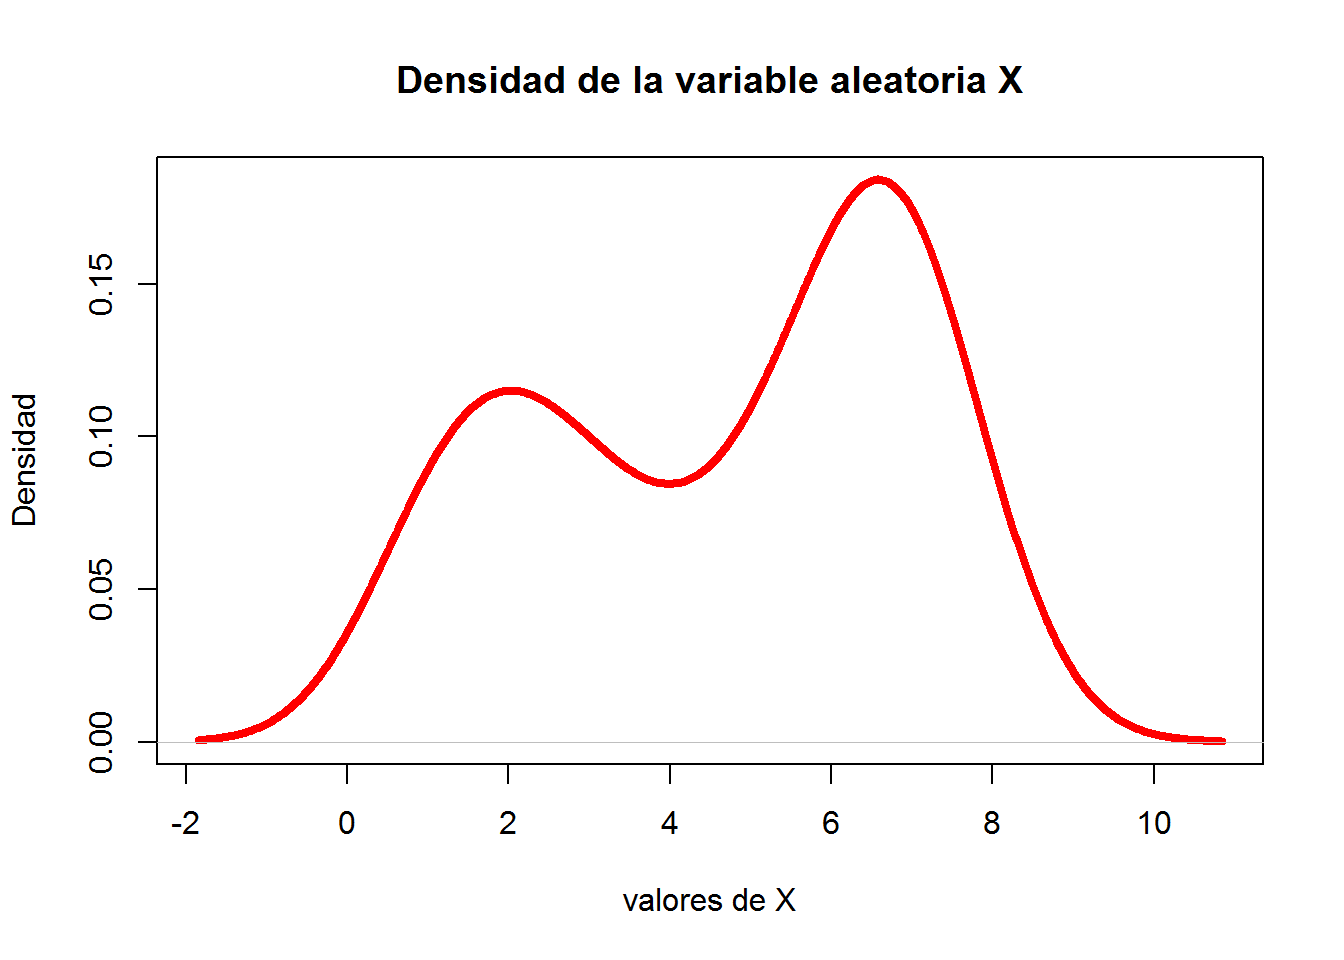 Densidad de la variable aleatoria X
Densidad
0.15
0.10
0.05
0.00
-2 0 2 4 6 8 10
valores de X